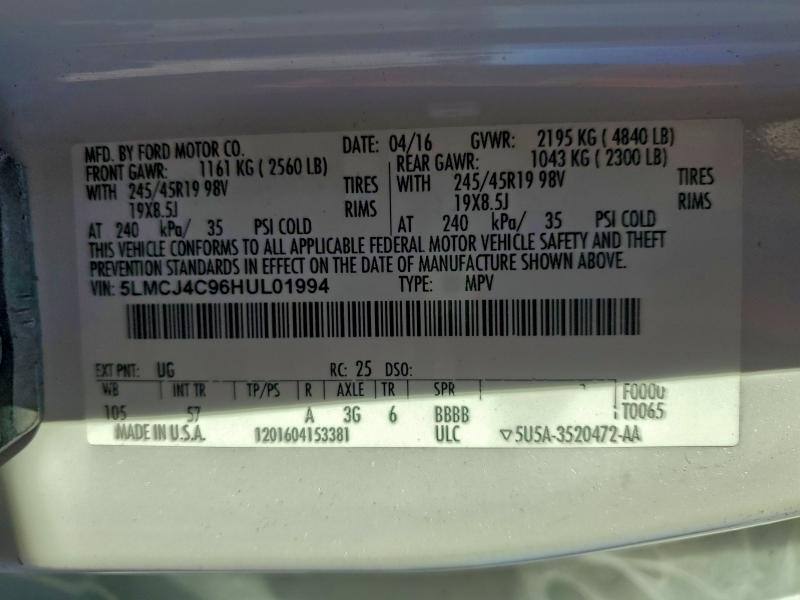 MFD. BY FORD MOTOR CO. DATE: 04/16 GVWR: 2195 KG ( 4840 LB)
FRONT GAWR: 1161 KG ( 2560 LB) REAR GAWR: 1043 KG ( 2300 LB)
WITH 245/45R19 98V TIRES WITH 245/45R19 98V TIRES
19X8.5J RIMS 19X8.5J RIMS
AT 240 kPa/ 35 PSI COLD AT 240 kPa/ 35 PSI COLD
THIS VEHICLE CONFORMS TO ALL APPLICABLE FEDERAL MOTOR VEHICLE SAFETY AND THEFT
PREVENTION STANDARDS IN EFFECT ON THE DATE OF MANUFACTURE SHOWN ABOVE.
VIN: 5LMCJ4C96HUL01994 TYPE: MPV
EXT PNT: UG RC: 25 DSO:
WB INT TR TP/PS R AXLE TR SPR F0000
105 57 A 3G 6 BBBB T0065
MADE IN U.S.A. 1201604153381 ULC ▽5U5A-3520472-AA